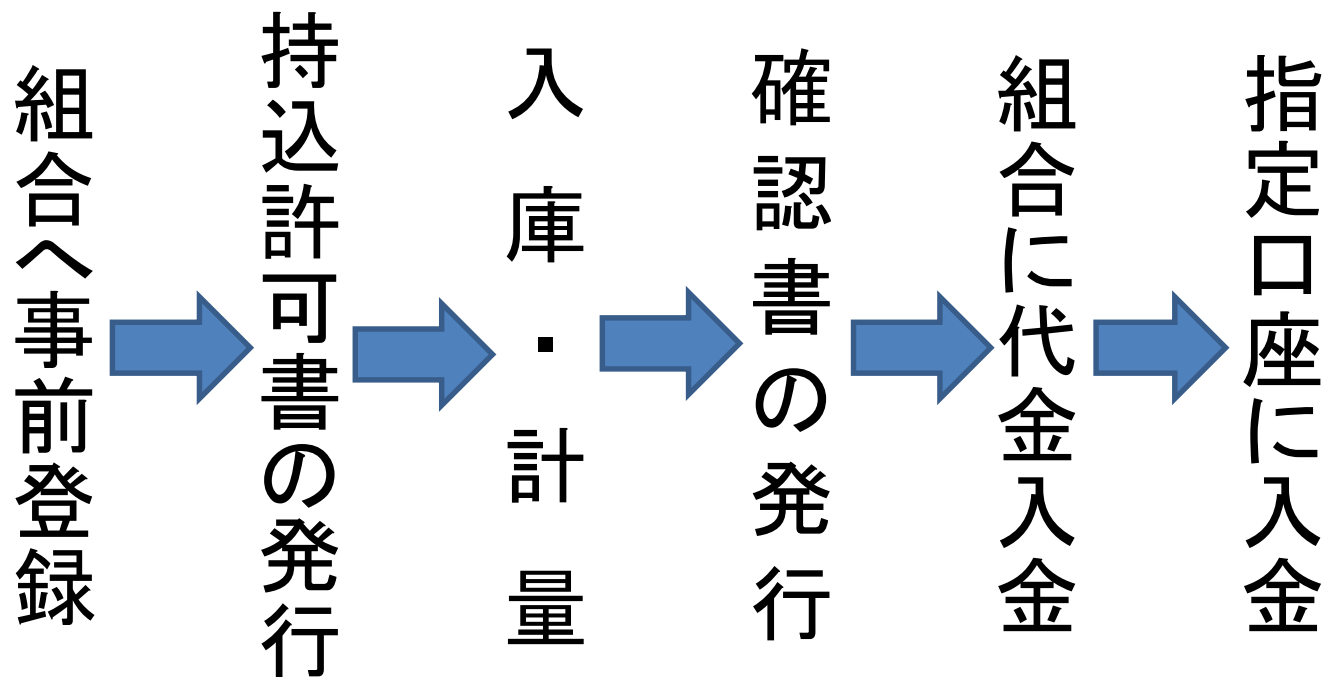 組合へ事前登録
持込許可書の発行
入庫・計量
確認書の発行
組合に代金入金
指定口座に入金